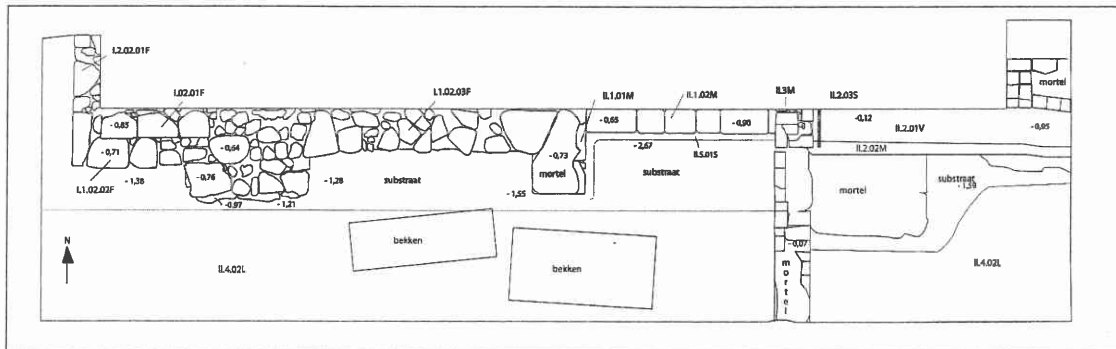 I.2.02.01F
I.02.01F
I.1.02.03F
II.1.01M
II.1.02M
II.3M
II.2.03S
mortel
- 0,85
- 0,65
- 0,90
- 0,12
II.2.01V
- 0,95
- 0,71
- 0,64
- 0,73
- 2,67
II.5.01S
II.2.02M
I.1.02.02F
- 1,38
- 0,76
- 1,28
substraat
mortel
substraat
mortel
substraat
- 1,59
- 1,55
-0,97
- 1,21
N
bekken
bekken
II.4.02L
-0,07
mortel
II.4.02L